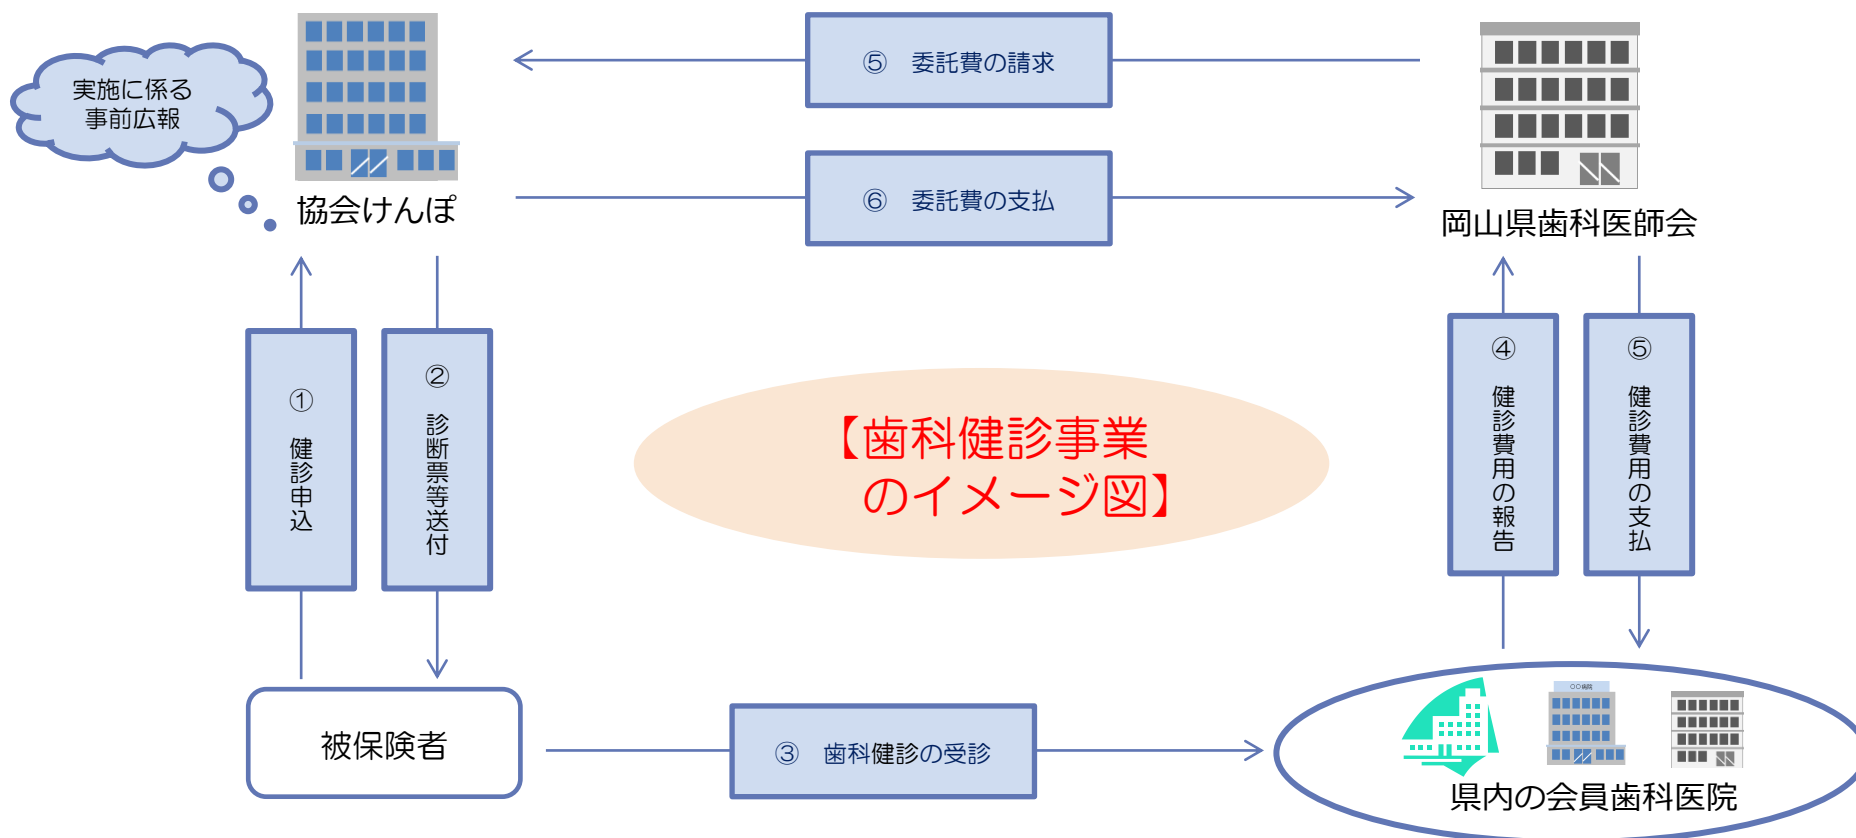 実施に係る
事前広報
協会けんぽ
⑤ 委託費の請求
⑥ 委託費の支払
岡山県歯科医師会
① 健診申込
② 診断票等送付
【歯科健診事業
のイメージ図】
④ 健診費用の報告
⑤ 健診費用の支払
被保険者
③ 歯科健診の受診
〇〇病院
県内の会員歯科医院